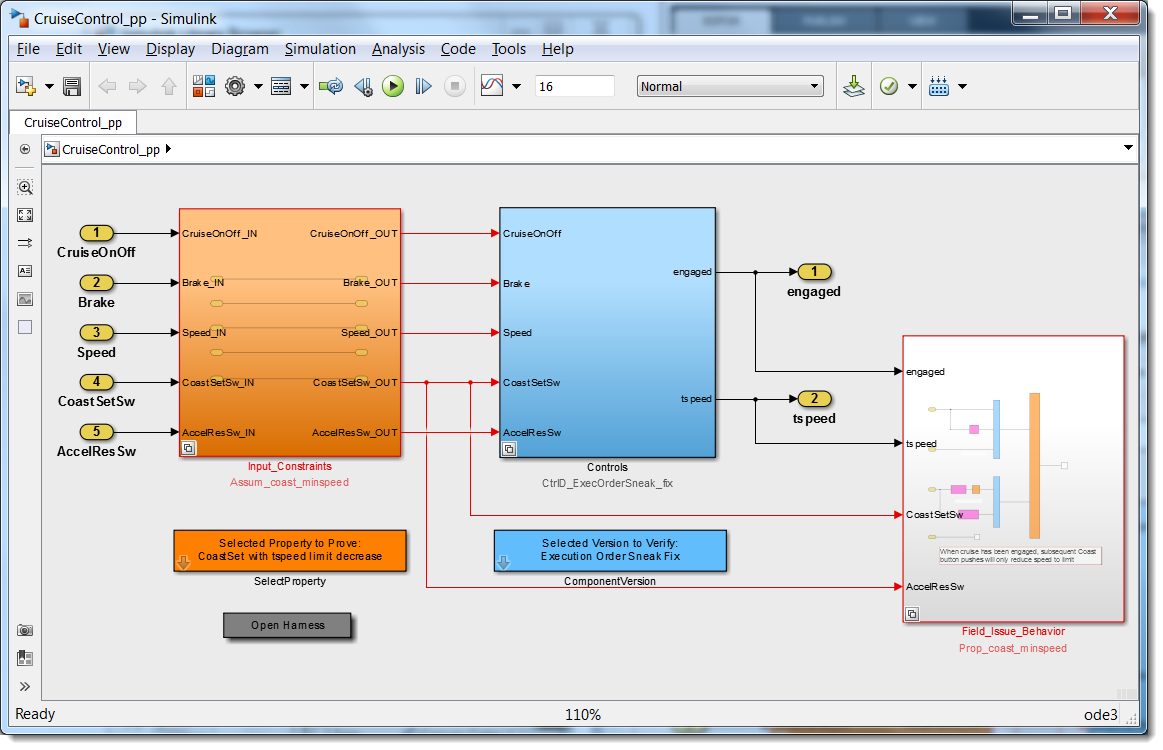 CruiseControl_pp - Simulink
File Edit View Display Diagram Simulation Analysis Code Tools Help
16
Normal
CruiseControl_pp
CruiseControl_pp
1
CruiseOnOff
2
Brake
3
Speed
4
CoastSetSw
5
AccelResSw
CruiseOnOff_IN CruiseOnOff_OUT
Brake_IN Brake_OUT
Speed_IN Speed_OUT
CoastSetSw_IN CoastSetSw_OUT
AccelResSw_IN AccelResSw_OUT
Input_Constraints
Assum_coast_minspeed
CruiseOnOff
engaged
Brake
Speed
CoastSetSw
tspeed
AccelResSw
Controls
CtrlD_ExecOrderSneak_fix
1
engaged
2
tspeed
engaged
tspeed
CoastSetSw
When cruise has been engaged, subsequent Coast
button pushes will only reduce speed to limit
AccelResSw
Field_Issue_Behavior
Prop_coast_minspeed
Selected Property to Prove:
CoastSet with tspeed limit decrease
SelectProperty
Selected Version to Verify:
Execution Order Sneak Fix
ComponentVersion
Open Harness
Ready 110% ode3